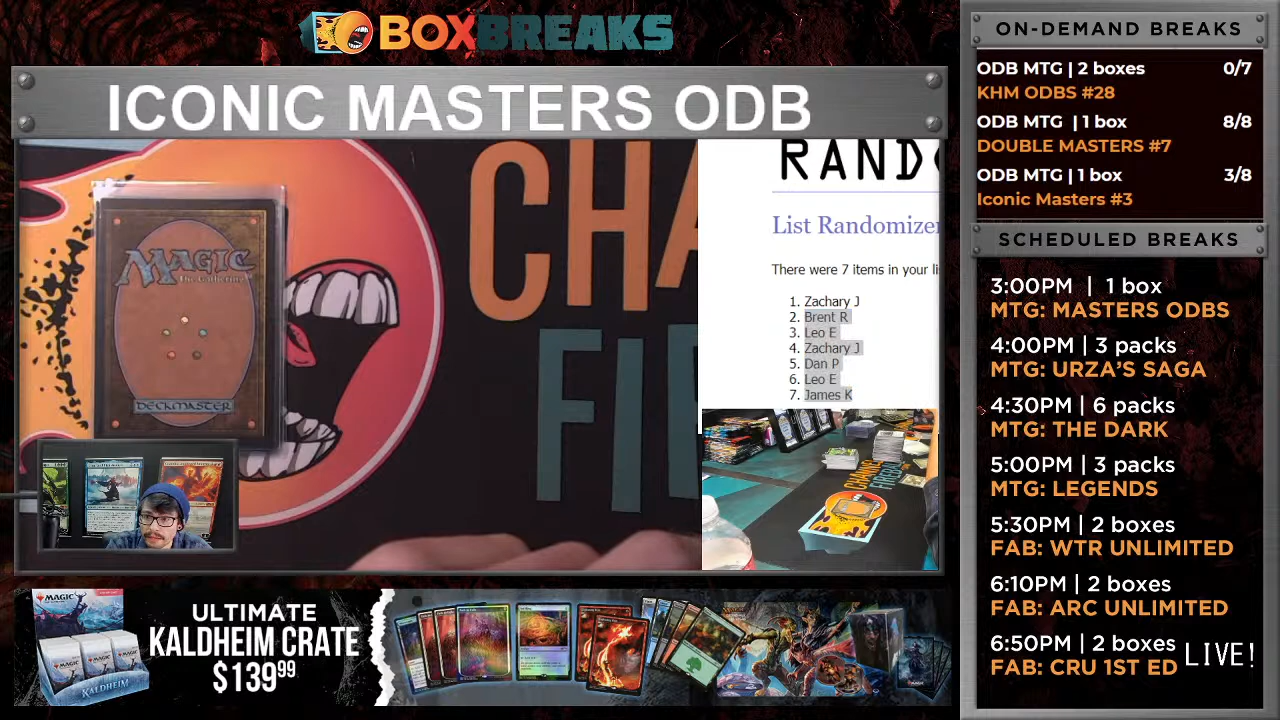 BOXBREAKS
ICONIC MASTERS ODB
MAGIC
The Gathering
DECKMASTER
CHA
FI
List Randomizer
There were 7 items in your li
1. Zachary J
2. Brent R
3. Leo E
4. Zachary J
5. Dan P
6. Leo E
7. James K
CHANNEL
FIREBALL
MAGIC
KALDHEIM
ULTIMATE
KALDHEIM CRATE
$139.99
ON-DEMAND BREAKS
ODB MTG | 2 boxes 0/7
KHM ODBS #28
ODB MTG | 1 box 8/8
DOUBLE MASTERS #7
ODB MTG | 1 box 3/8
Iconic Masters #3
SCHEDULED BREAKS
3:00PM | 1 box
MTG: MASTERS ODBS
4:00PM | 3 packs
MTG: URZA'S SAGA
4:30PM | 6 packs
MTG: THE DARK
5:00PM | 3 packs
MTG: LEGENDS
5:30PM | 2 boxes
FAB: WTR UNLIMITED
6:10PM | 2 boxes
FAB: ARC UNLIMITED
6:50PM | 2 boxes
FAB: CRU 1ST ED
LIVE!